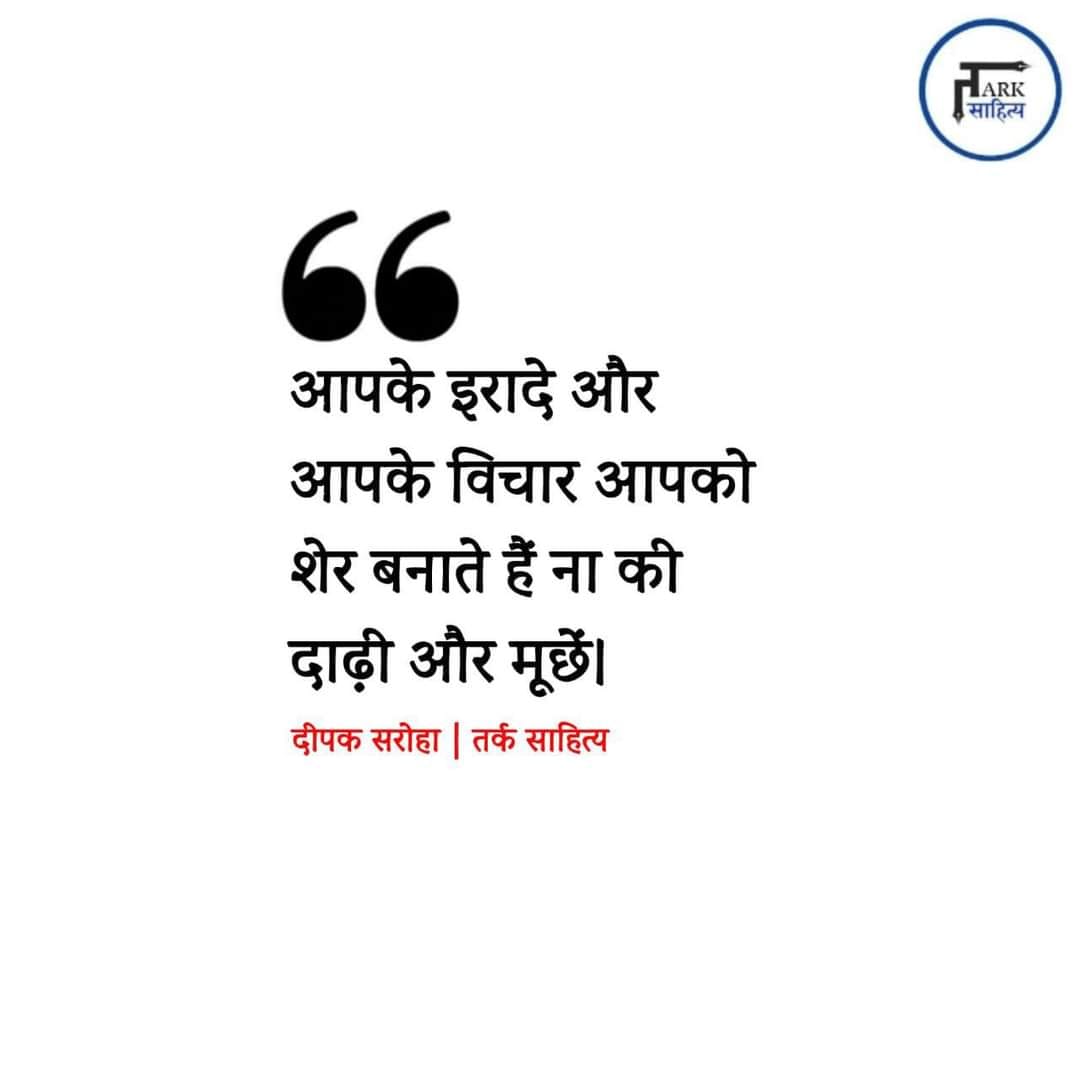 TARK
साहित्य
आपके इरादे और
आपके विचार आपको
शेर बनाते हैं ना की
दाढ़ी और मूछें।
दीपक सरोहा | तर्क साहित्य